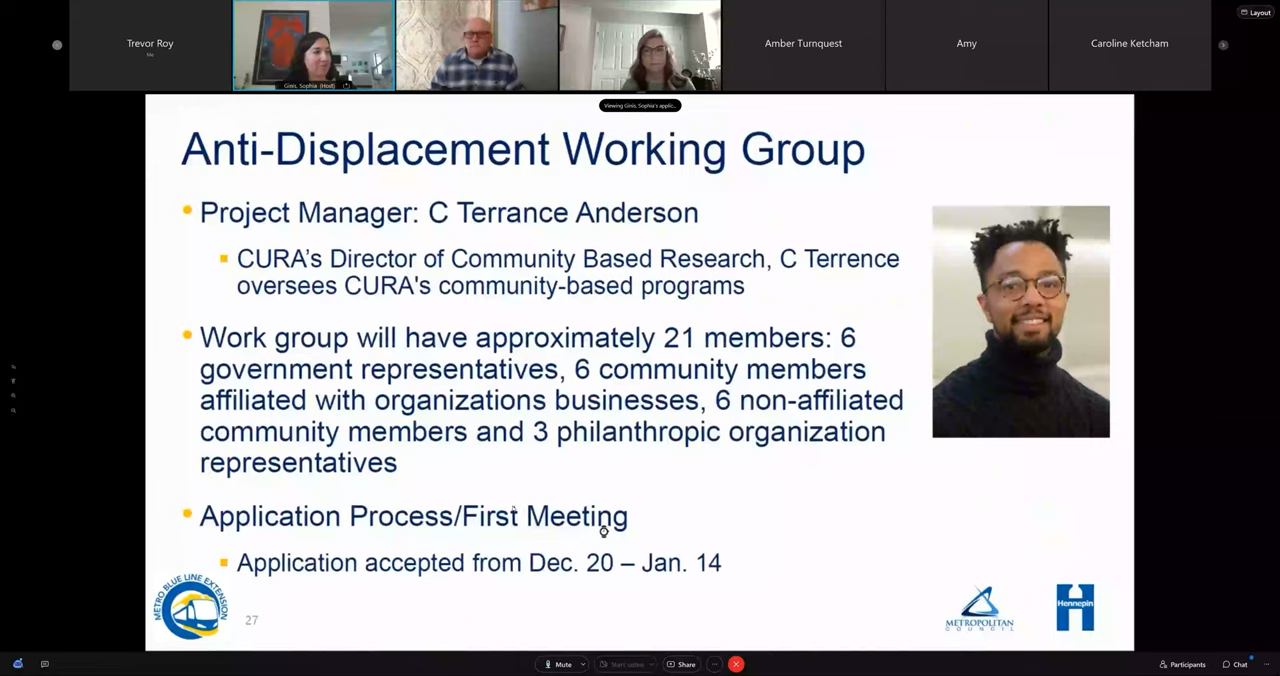 Layout
Trevor Roy
Me
Ginis, Sophia (Host)
Amber Turnquest
Amy
Caroline Ketcham
Viewing Ginis, Sophia's applic...
Anti-Displacement Working Group
Project Manager: C Terrance Anderson
CURA's Director of Community Based Research, C Terrence
oversees CURA's community-based programs
Work group will have approximately 21 members: 6
government representatives, 6 community members
affiliated with organizations businesses, 6 non-affiliated
community members and 3 philanthropic organization
representatives
Application Process/First Meeting
Application accepted from Dec. 20 – Jan. 14
METRO BLUE LINE EXTENSION
27
METROPOLITAN
COUNCIL
Hennepin
Mute
Start video
Share
Participants
Chat